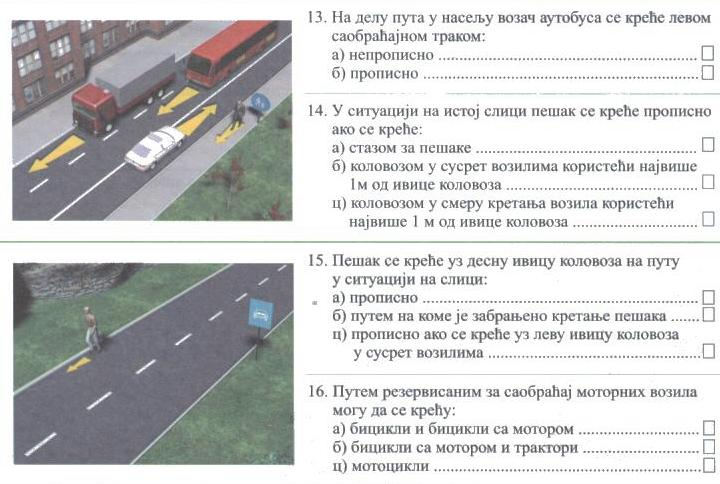 13. На делу пута у насељу возач аутобуса се креће левом
саобраћајном траком:
а) непрописно
б) прописно
14. У ситуацији на истој слици пешак се креће прописно
ако се креће:
а) стазом за пешаке
б) коловозом у сусрет возилима користећи највише
1м од ивице коловоза
ц) коловозом у смеру кретања возила користећи
највише 1 м од ивице коловоза
15. Пешак се креће уз десну ивицу коловоза на путу
у ситуацији на слици:
а) прописно
б) путем на коме је забрањено кретање пешака
ц) прописно ако се креће уз леву ивицу коловоза
у сусрет возилима
16. Путем резервисаним за саобраћај моторних возила
могу да се крећу:
а) бицикли и бицикли са мотором
б) бицикли са мотором и трактори
ц) мотоцикли